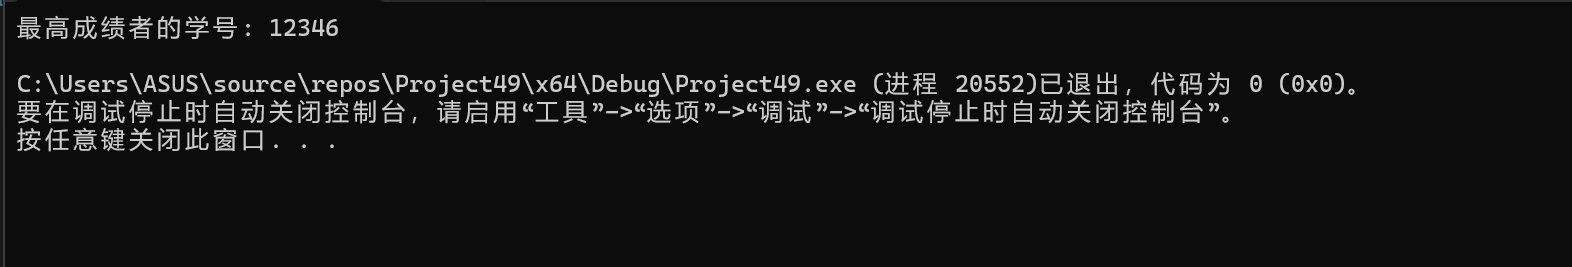 最高成绩者的学号: 12346
C:\Users\ASUS\source\repos\Project49\x64\Debug\Project49.exe (进程 20552)已退出，代码为 0 (0x0)。
要在调试停止时自动关闭控制台，请启用“工具”->“选项”->“调试”->“调试停止时自动关闭控制台”。
按任意键关闭此窗口. . .